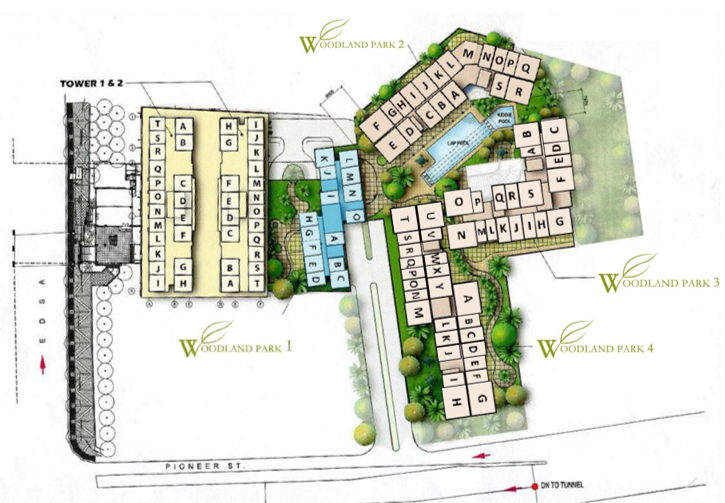 WOODLAND PARK 2
TOWER 1 & 2
M N O P Q
L
K
J
I
H
G
F
S R
A
B
C
D
E
KIDDIE POOL
LAP POOL
T A H I
S B G J
R K
Q L
P C F M
O D E N
N E D O
M F C P
L Q
K R
J G B S
I H A T
K L
J M
I N
O
H
G
F A
E B
D C
B D C
A E
F
O P Q R S
N M L K J I H G
U
V
W
X
Y
S
R
Q
P
O
N
M
A
B
C
D
E
F
G
L
K
J
I
H
WOODLAND PARK 3
WOODLAND PARK 1
WOODLAND PARK 4
EDSA
PIONEER ST.
DN TO TUNNEL